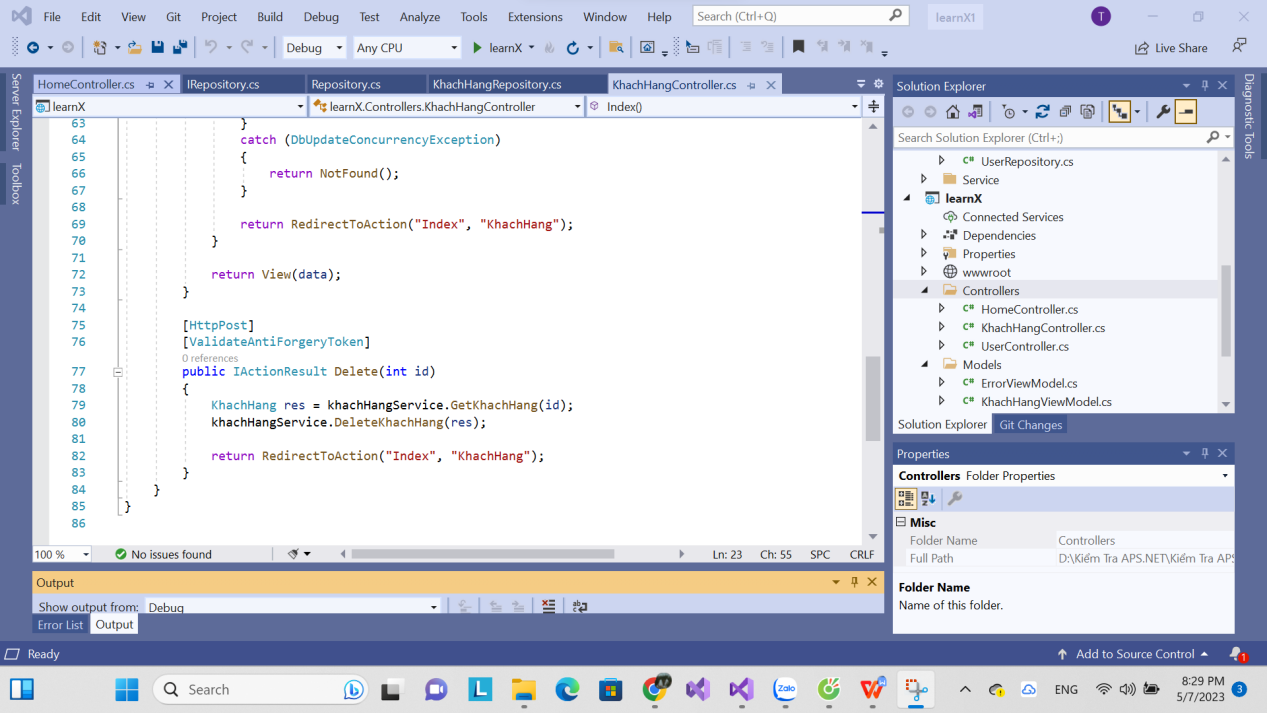 File Edit View Git Project Build Debug Test Analyze Tools Extensions Window Help Search (Ctrl+Q) learnX1 T
Debug Any CPU learnX Live Share
Server Explorer
Toolbox
HomeController.cs IRepository.cs Repository.cs KhachHangRepository.cs KhachHangController.cs
learnX learnX.Controllers.KhachHangController Index()
63 }
64 catch (DbUpdateConcurrencyException)
65 {
66 return NotFound();
67 }
68
69 return RedirectToAction("Index", "KhachHang");
70 }
71
72 return View(data);
73 }
74
75 [HttpPost]
76 [ValidateAntiForgeryToken]
0 references
77 public IActionResult Delete(int id)
78 {
79 KhachHang res = khachHangService.GetKhachHang(id);
80 khachHangService.DeleteKhachHang(res);
81
82 return RedirectToAction("Index", "KhachHang");
83 }
84 }
85 }
86
100 % No issues found Ln: 23 Ch: 55 SPC CRLF
Output
Show output from: Debug
Error List Output
Solution Explorer
Search Solution Explorer (Ctrl+;)
C# UserRepository.cs
Service
learnX
Connected Services
Dependencies
Properties
wwwroot
Controllers
C# HomeController.cs
C# KhachHangController.cs
C# UserController.cs
Models
C# ErrorViewModel.cs
C# KhachHangViewModel.cs
Solution Explorer Git Changes
Properties
Controllers Folder Properties
Misc
Folder Name Controllers
Full Path D:\Kiểm Tra APS.NET\Kiểm Tra APS
Folder Name
Name of this folder.
Diagnostic Tools
Ready Add to Source Control 1
Search L Zalo W ENG 8:29 PM
5/7/2023 3